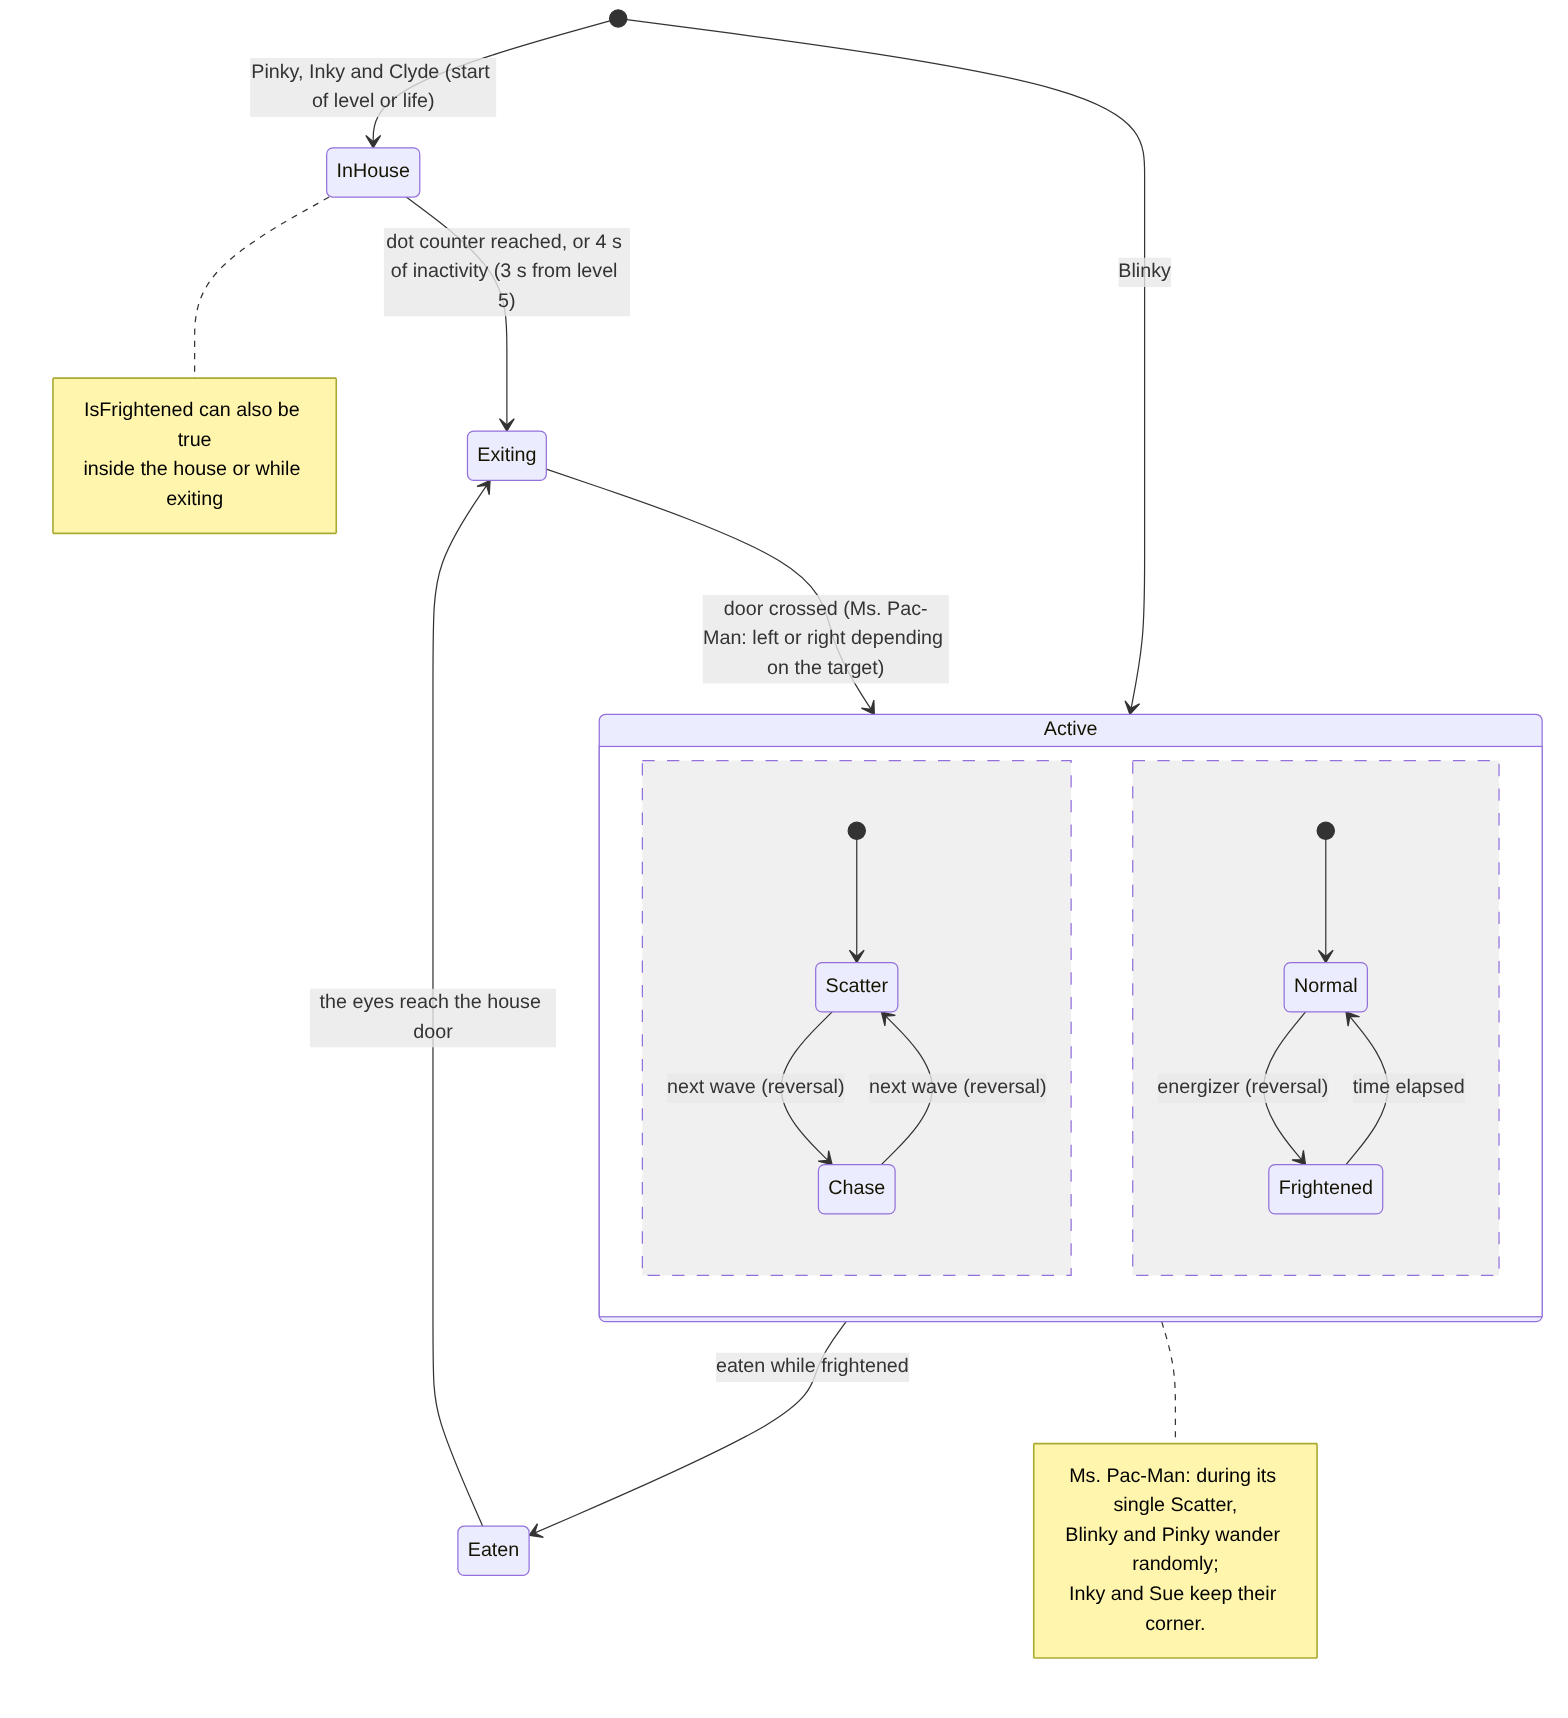 Pinky, Inky and Clyde (start
of level or life)
InHouse
dot counter reached, or 4 s
of inactivity (3 s from level
5)
Blinky
IsFrightened can also be
true
inside the house or while
exiting
Exiting
door crossed (Ms. Pac-
Man: left or right depending
on the target)
Active
Scatter
Normal
the eyes reach the house
door
next wave (reversal)
next wave (reversal)
energizer (reversal)
time elapsed
Chase
Frightened
eaten while frightened
Ms. Pac-Man: during its
single Scatter,
Blinky and Pinky wander
randomly;
Inky and Sue keep their
corner.
Eaten